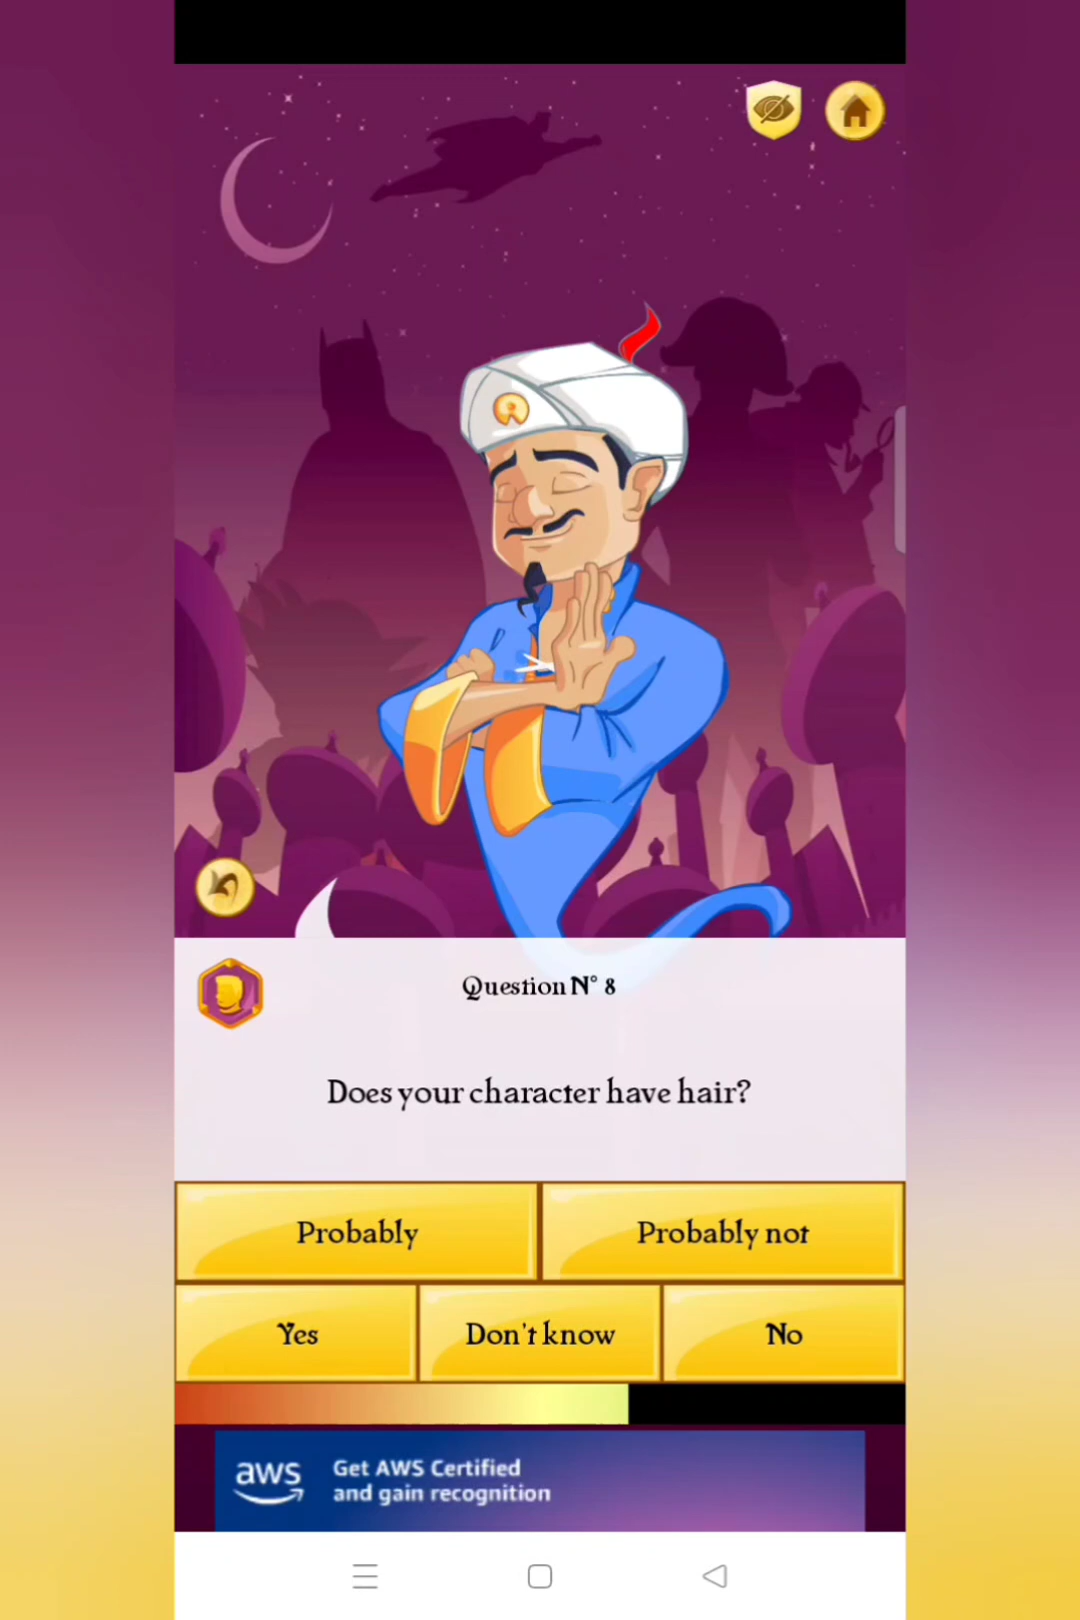 Question N° 8
Does your character have hair?
Probably
Probably not
Yes
Don't know
No
aws
Get AWS Certified
and gain recognition